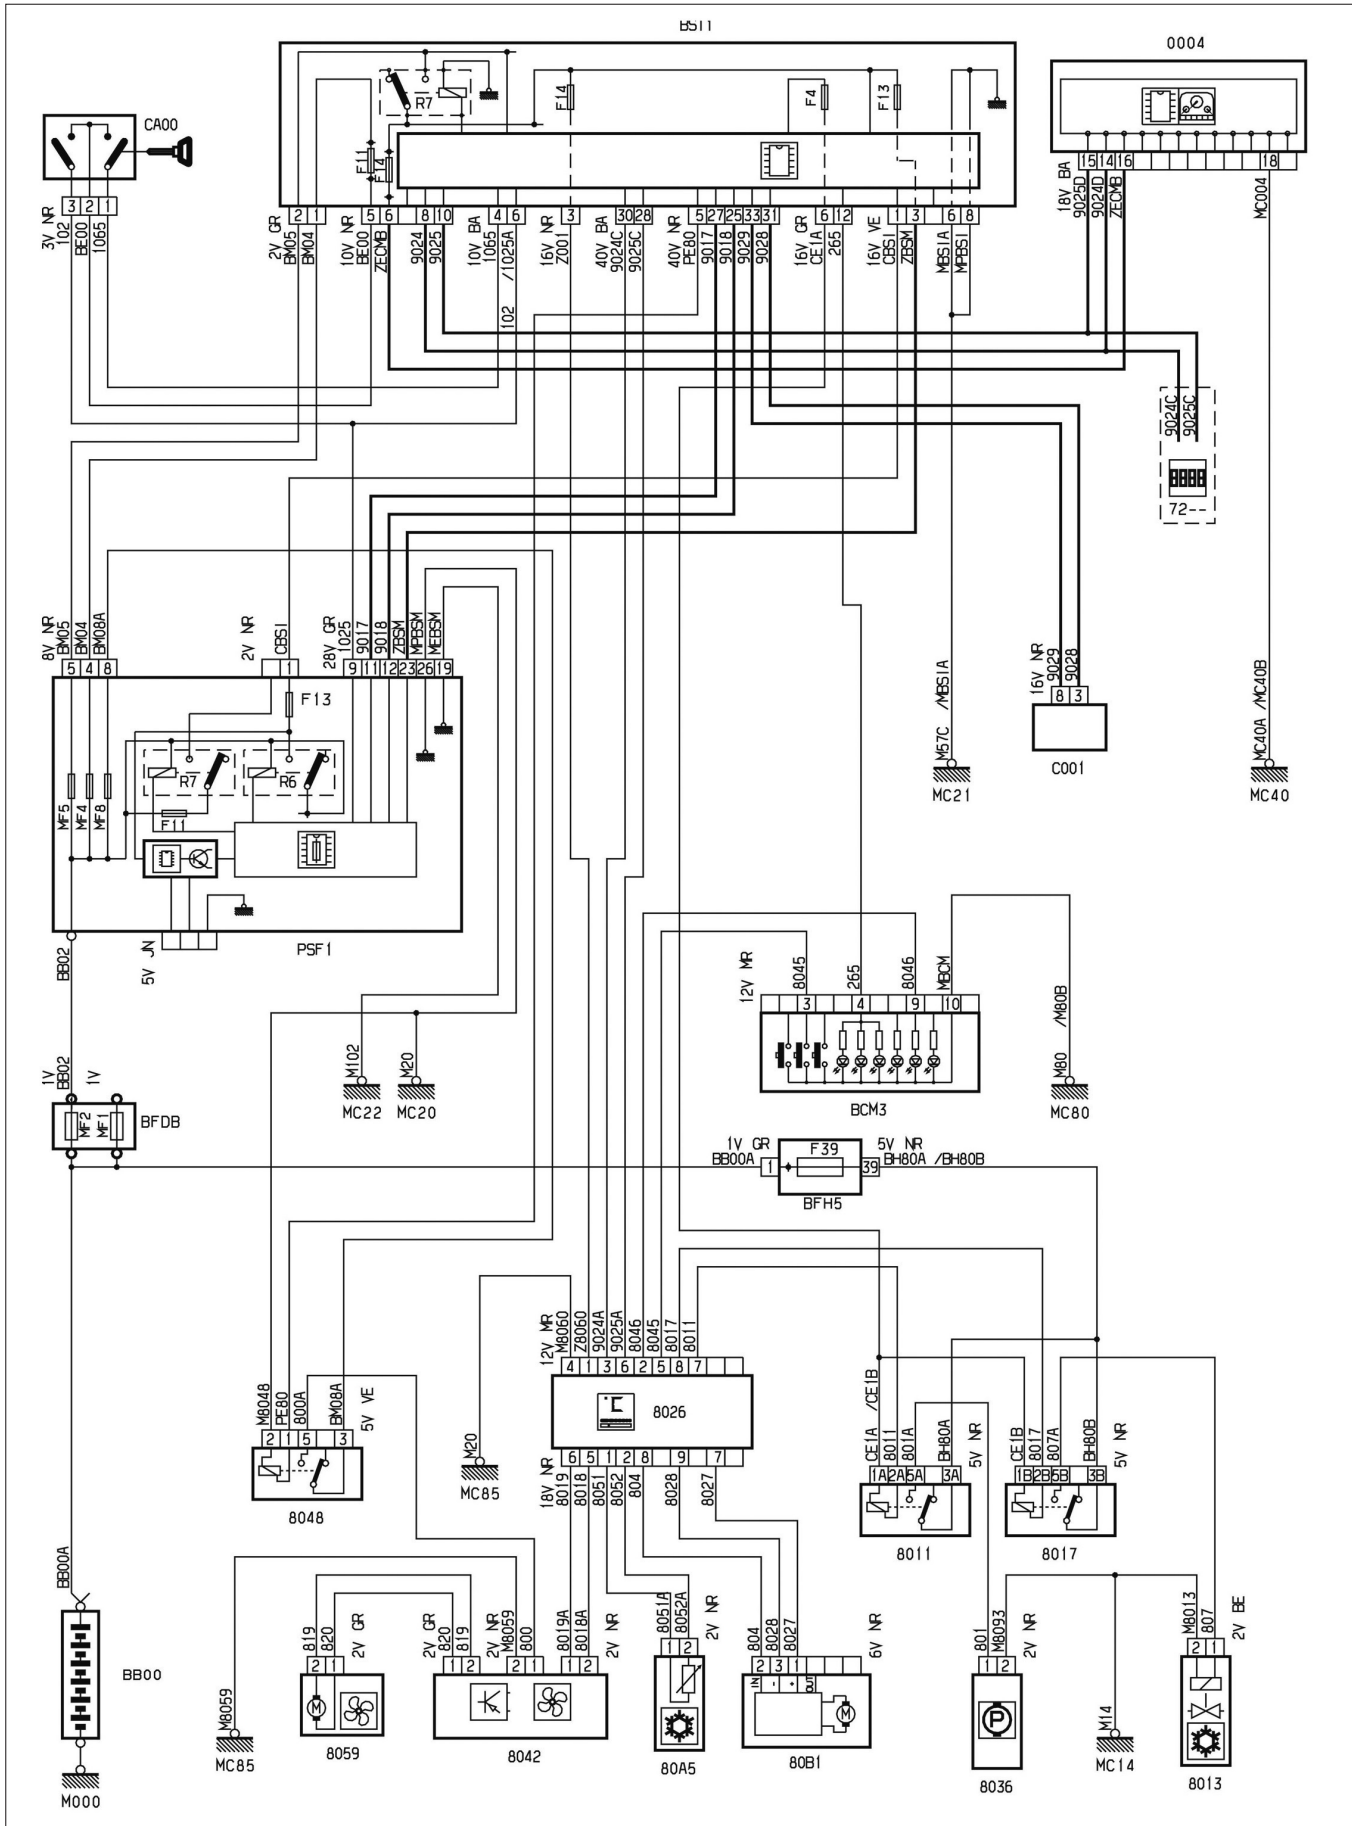 BSI1
0004
CA00
R7
F14
F4
F13
F11
F14
15 14 16 18
3 2 1
2 1 5 6 8 10 4 6 3 30 28 5 27 25 33 31 6 12 1 3 6 8
3V NR
102
BE00
1065
2V GR
BM05
BM04
10V NR
BE00
ZECMB
9024
9025
10V BA
1065
/1025A
102
16V NR
Z001
40V BA
9024C
9025C
40V NR
PE80
9017
9018
9029
9028
16V GR
CE1A
265
16V VE
CBSI
ZBSM
MBSIA
MPBSI
18V BA
9025D
9024D
ZECMB
MC004
9024C
9025C
72--
8V NR
BM05
BM04
BM08A
2V NR
CBSI
28V GR
1025
9017
9018
ZBSM
MPBSM
MEBSM
5 4 8 1 9 11 12 23 26 19
F13
R7
R6
MF5
MF4
MF8
F11
PSF1
5V JN
BB02
16V NR
9029
9028
8 3
C001
M57C /MBSIA
MC21
MC40A /MC40B
MC40
12V MR
8045
265
8046
MBCM
3 4 9 10
BCM3
/M80B
M80
MC80
M102
MC22
M20
MC20
1V
BB02
1V
MF2
MF1
BFDB
1V GR
BB00A
1
F39
39
5V NR
BH80A /BH80B
BFH5
12V MR
M8060
Z8060
9024A
9025A
8046
8045
8017
8011
4 1 3 6 2 5 8 7
°C
8026
6 5 1 2 8 9 7
18V NR
8019
8018
8051
8052
804
8028
8027
M20
MC85
M8048
PE80
800A
BM08A
5V VE
2 1 5 3
8048
CE1A
/CE1B
8011
801A
BH80A
5V NR
1A 2A 5A 3A
8011
CE1B
8017
807A
BH80B
5V NR
1B 2B 5B 3B
8017
BB00A
BB00
M000
M8059
MC85
819
820
2V GR
2 1
M
8059
2V GR
820
819
2V NR
M8059
800
8019A
8018A
2V NR
1 2 2 1 1 2
8042
8051A
8052A
2V NR
1 2
80A5
804
8028
8027
6V NR
2 3 1
IN
-
+
OUT
M
80B1
801
M8093
2V NR
1 2
P
8036
M14
MC14
M8013
807
2V BE
2 1
8013